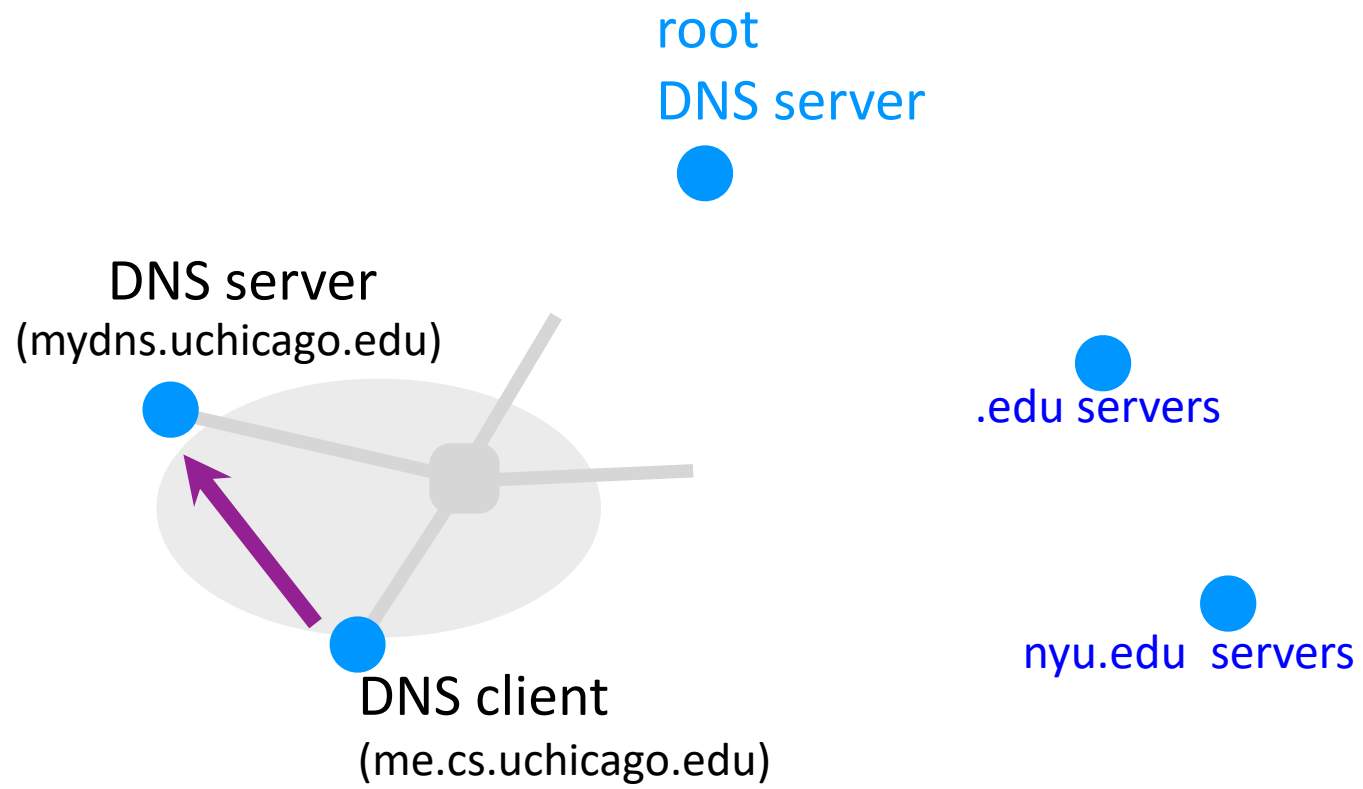 root
DNS server
DNS server
(mydns.uchicago.edu)
.edu servers
nyu.edu servers
DNS client
(me.cs.uchicago.edu)